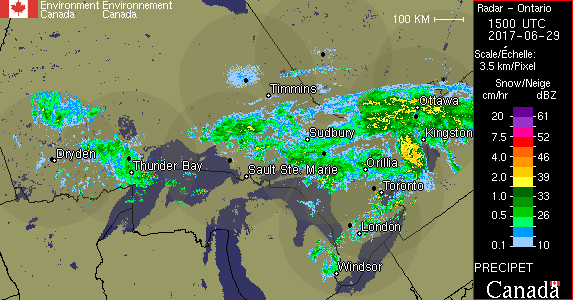 Environment Environnement
Canada Canada
100 KM
Timmins
Ottawa
Sudbury
Kingston
Dryden
Thunder Bay
Sault Ste. Marie
Orillia
Toronto
London
Windsor
Radar - Ontario
1500 UTC
2017-06-29
Scale/Échelle:
3.5 km/Pixel
Snow/Neige
cm/hr dBZ
20 61
7.5 52
4.0 46
2.0 39
1.0 33
0.5 26
0.1 10
PRECIPET
Canada